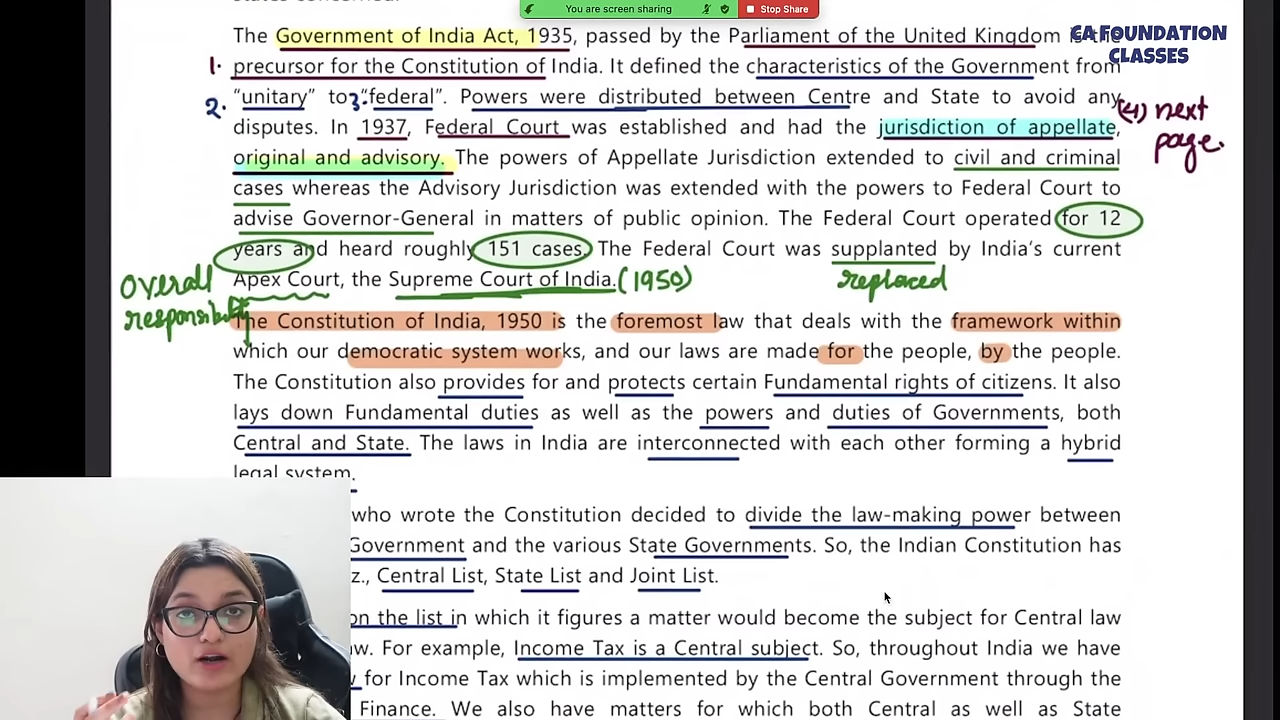 You are screen sharing
Stop Share
CA FOUNDATION
CLASSES
The Government of India Act, 1935, passed by the Parliament of the United Kingdom is the
1. precursor for the Constitution of India. It defined the characteristics of the Government from
2. “unitary” to 3. “federal”. Powers were distributed between Centre and State to avoid any
(4) next page.
disputes. In 1937, Federal Court was established and had the jurisdiction of appellate,
original and advisory. The powers of Appellate Jurisdiction extended to civil and criminal
cases whereas the Advisory Jurisdiction was extended with the powers to Federal Court to
advise Governor-General in matters of public opinion. The Federal Court operated for 12
years and heard roughly 151 cases. The Federal Court was supplanted by India’s current
Apex Court, the Supreme Court of India. (1950)
replaced
overall
responsibility
The Constitution of India, 1950 is the foremost law that deals with the framework within
which our democratic system works, and our laws are made for the people, by the people.
The Constitution also provides for and protects certain Fundamental rights of citizens. It also
lays down Fundamental duties as well as the powers and duties of Governments, both
Central and State. The laws in India are interconnected with each other forming a hybrid
legal system.
who wrote the Constitution decided to divide the law-making power between
Government and the various State Governments. So, the Indian Constitution has
z., Central List, State List and Joint List.
on the list in which it figures a matter would become the subject for Central law
w. For example, Income Tax is a Central subject. So, throughout India we have
for Income Tax which is implemented by the Central Government through the
Finance. We also have matters for which both Central as well as State